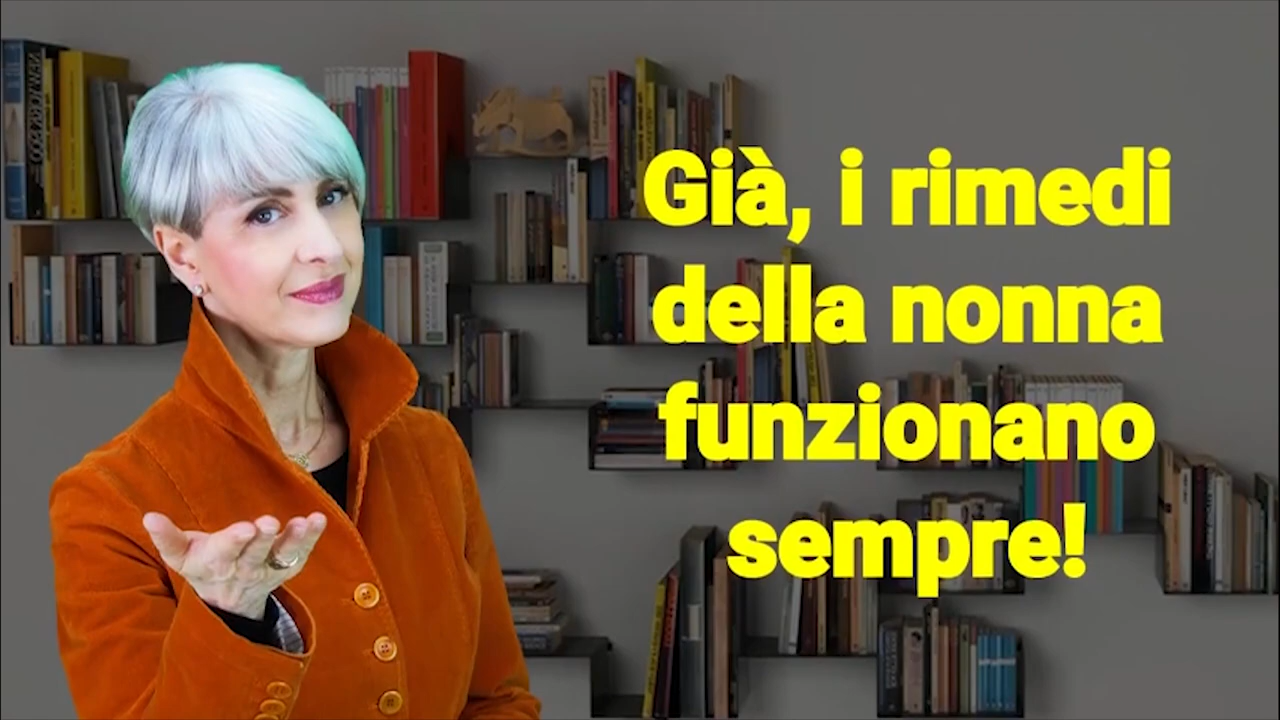 Già, i rimedi
della nonna
funzionano
sempre!